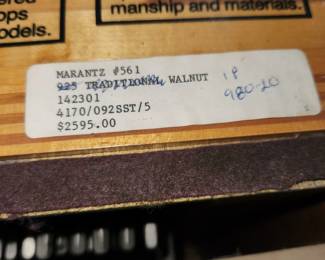 manship and materials.
ops
odels.
MARANTZ #561
925 TRADITIONAL WALNUT 1P
142301 980-20
4170/092SST/5
$2595.00